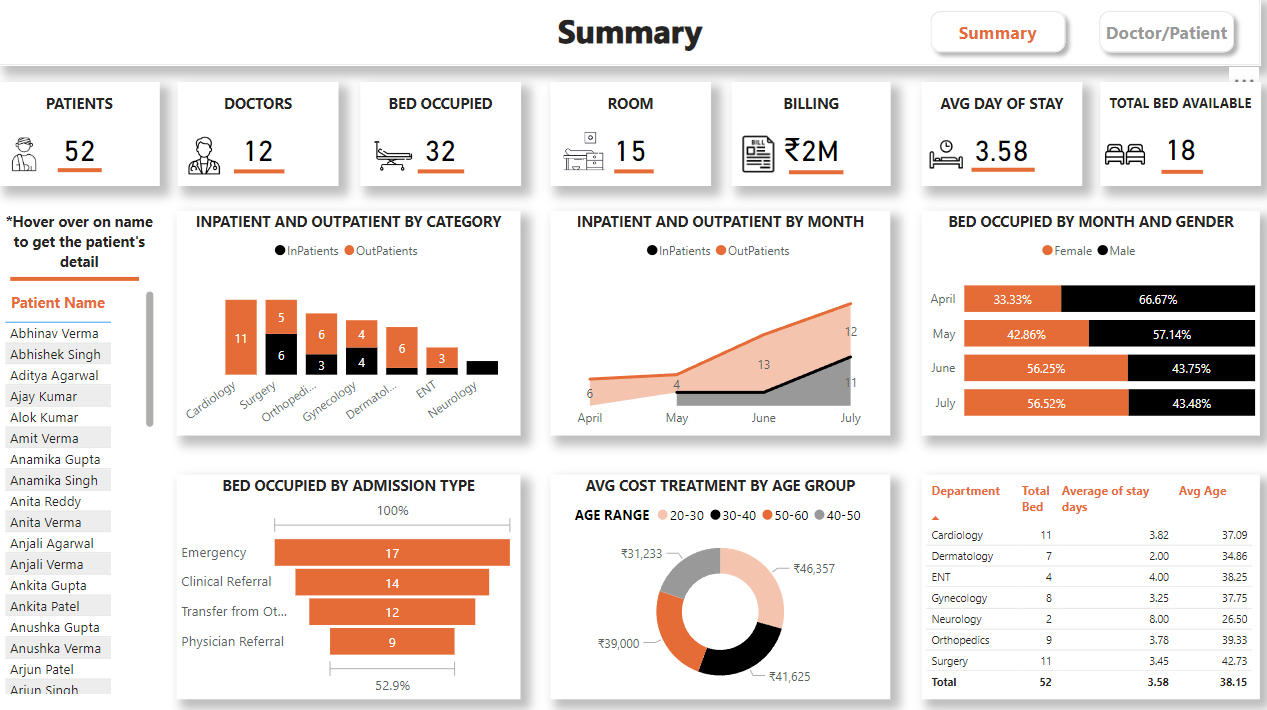 Summary
Summary
Doctor/Patient
...
PATIENTS
52
DOCTORS
12
BED OCCUPIED
32
ROOM
15
BILLING
BILL
₹2M
AVG DAY OF STAY
3.58
TOTAL BED AVAILABLE
18
*Hover over on name
to get the patient's
detail
Patient Name
Abhinav Verma
Abhishek Singh
Aditya Agarwal
Ajay Kumar
Alok Kumar
Amit Verma
Anamika Gupta
Anamika Singh
Anita Reddy
Anita Verma
Anjali Agarwal
Anjali Verma
Ankita Gupta
Ankita Patel
Anushka Gupta
Anushka Verma
Arjun Patel
Arjun Singh
INPATIENT AND OUTPATIENT BY CATEGORY
InPatients OutPatients
11
5
6
6
3
4
4
6
3
Cardiology
Surgery
Orthopedi...
Gynecology
Dermatol...
ENT
Neurology
INPATIENT AND OUTPATIENT BY MONTH
InPatients OutPatients
6
4
13
12
11
April May June July
BED OCCUPIED BY MONTH AND GENDER
Female Male
April 33.33% 66.67%
May 42.86% 57.14%
June 56.25% 43.75%
July 56.52% 43.48%
BED OCCUPIED BY ADMISSION TYPE
100%
Emergency 17
Clinical Referral 14
Transfer from Ot... 12
Physician Referral 9
52.9%
AVG COST TREATMENT BY AGE GROUP
AGE RANGE 20-30 30-40 50-60 40-50
₹31,233
₹46,357
₹39,000
₹41,625
Department Total Average of stay Avg Age
Bed days
Cardiology 11 3.82 37.09
Dermatology 7 2.00 34.86
ENT 4 4.00 38.25
Gynecology 8 3.25 37.75
Neurology 2 8.00 26.50
Orthopedics 9 3.78 39.33
Surgery 11 3.45 42.73
Total 52 3.58 38.15